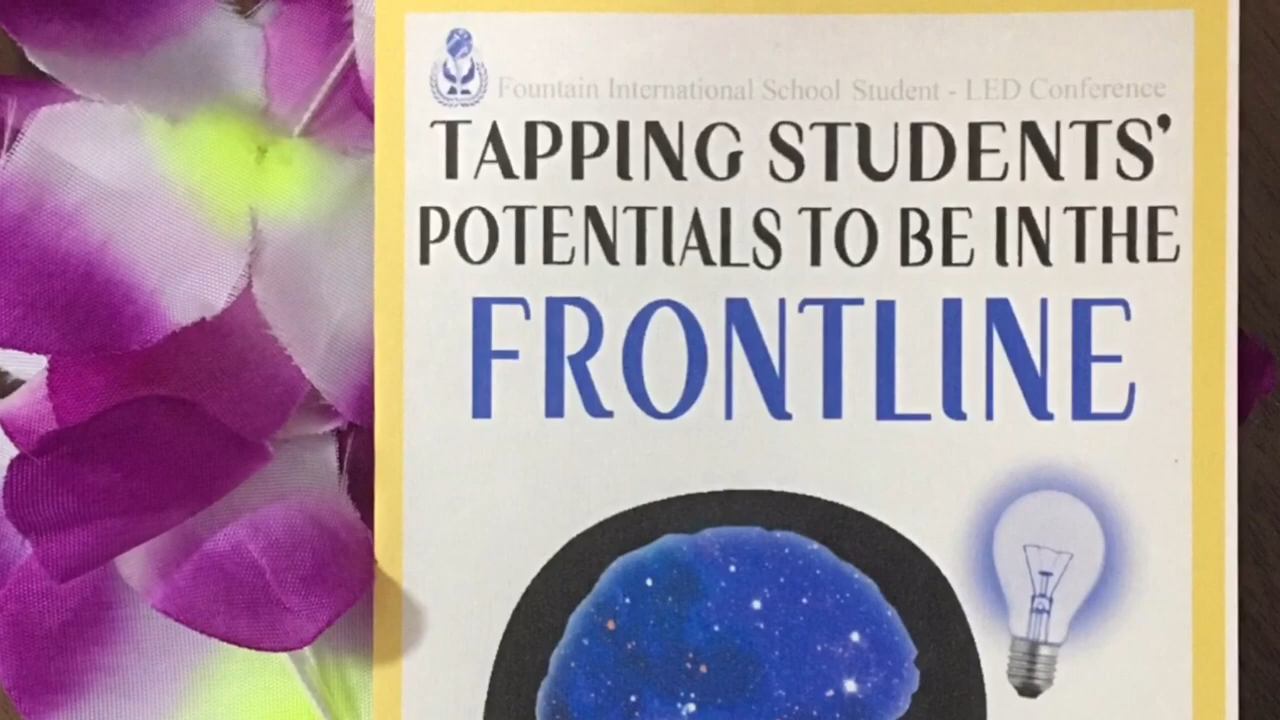 Fountain International School Student - LED Conference
TAPPING STUDENTS'
POTENTIALS TO BE IN THE
FRONTLINE